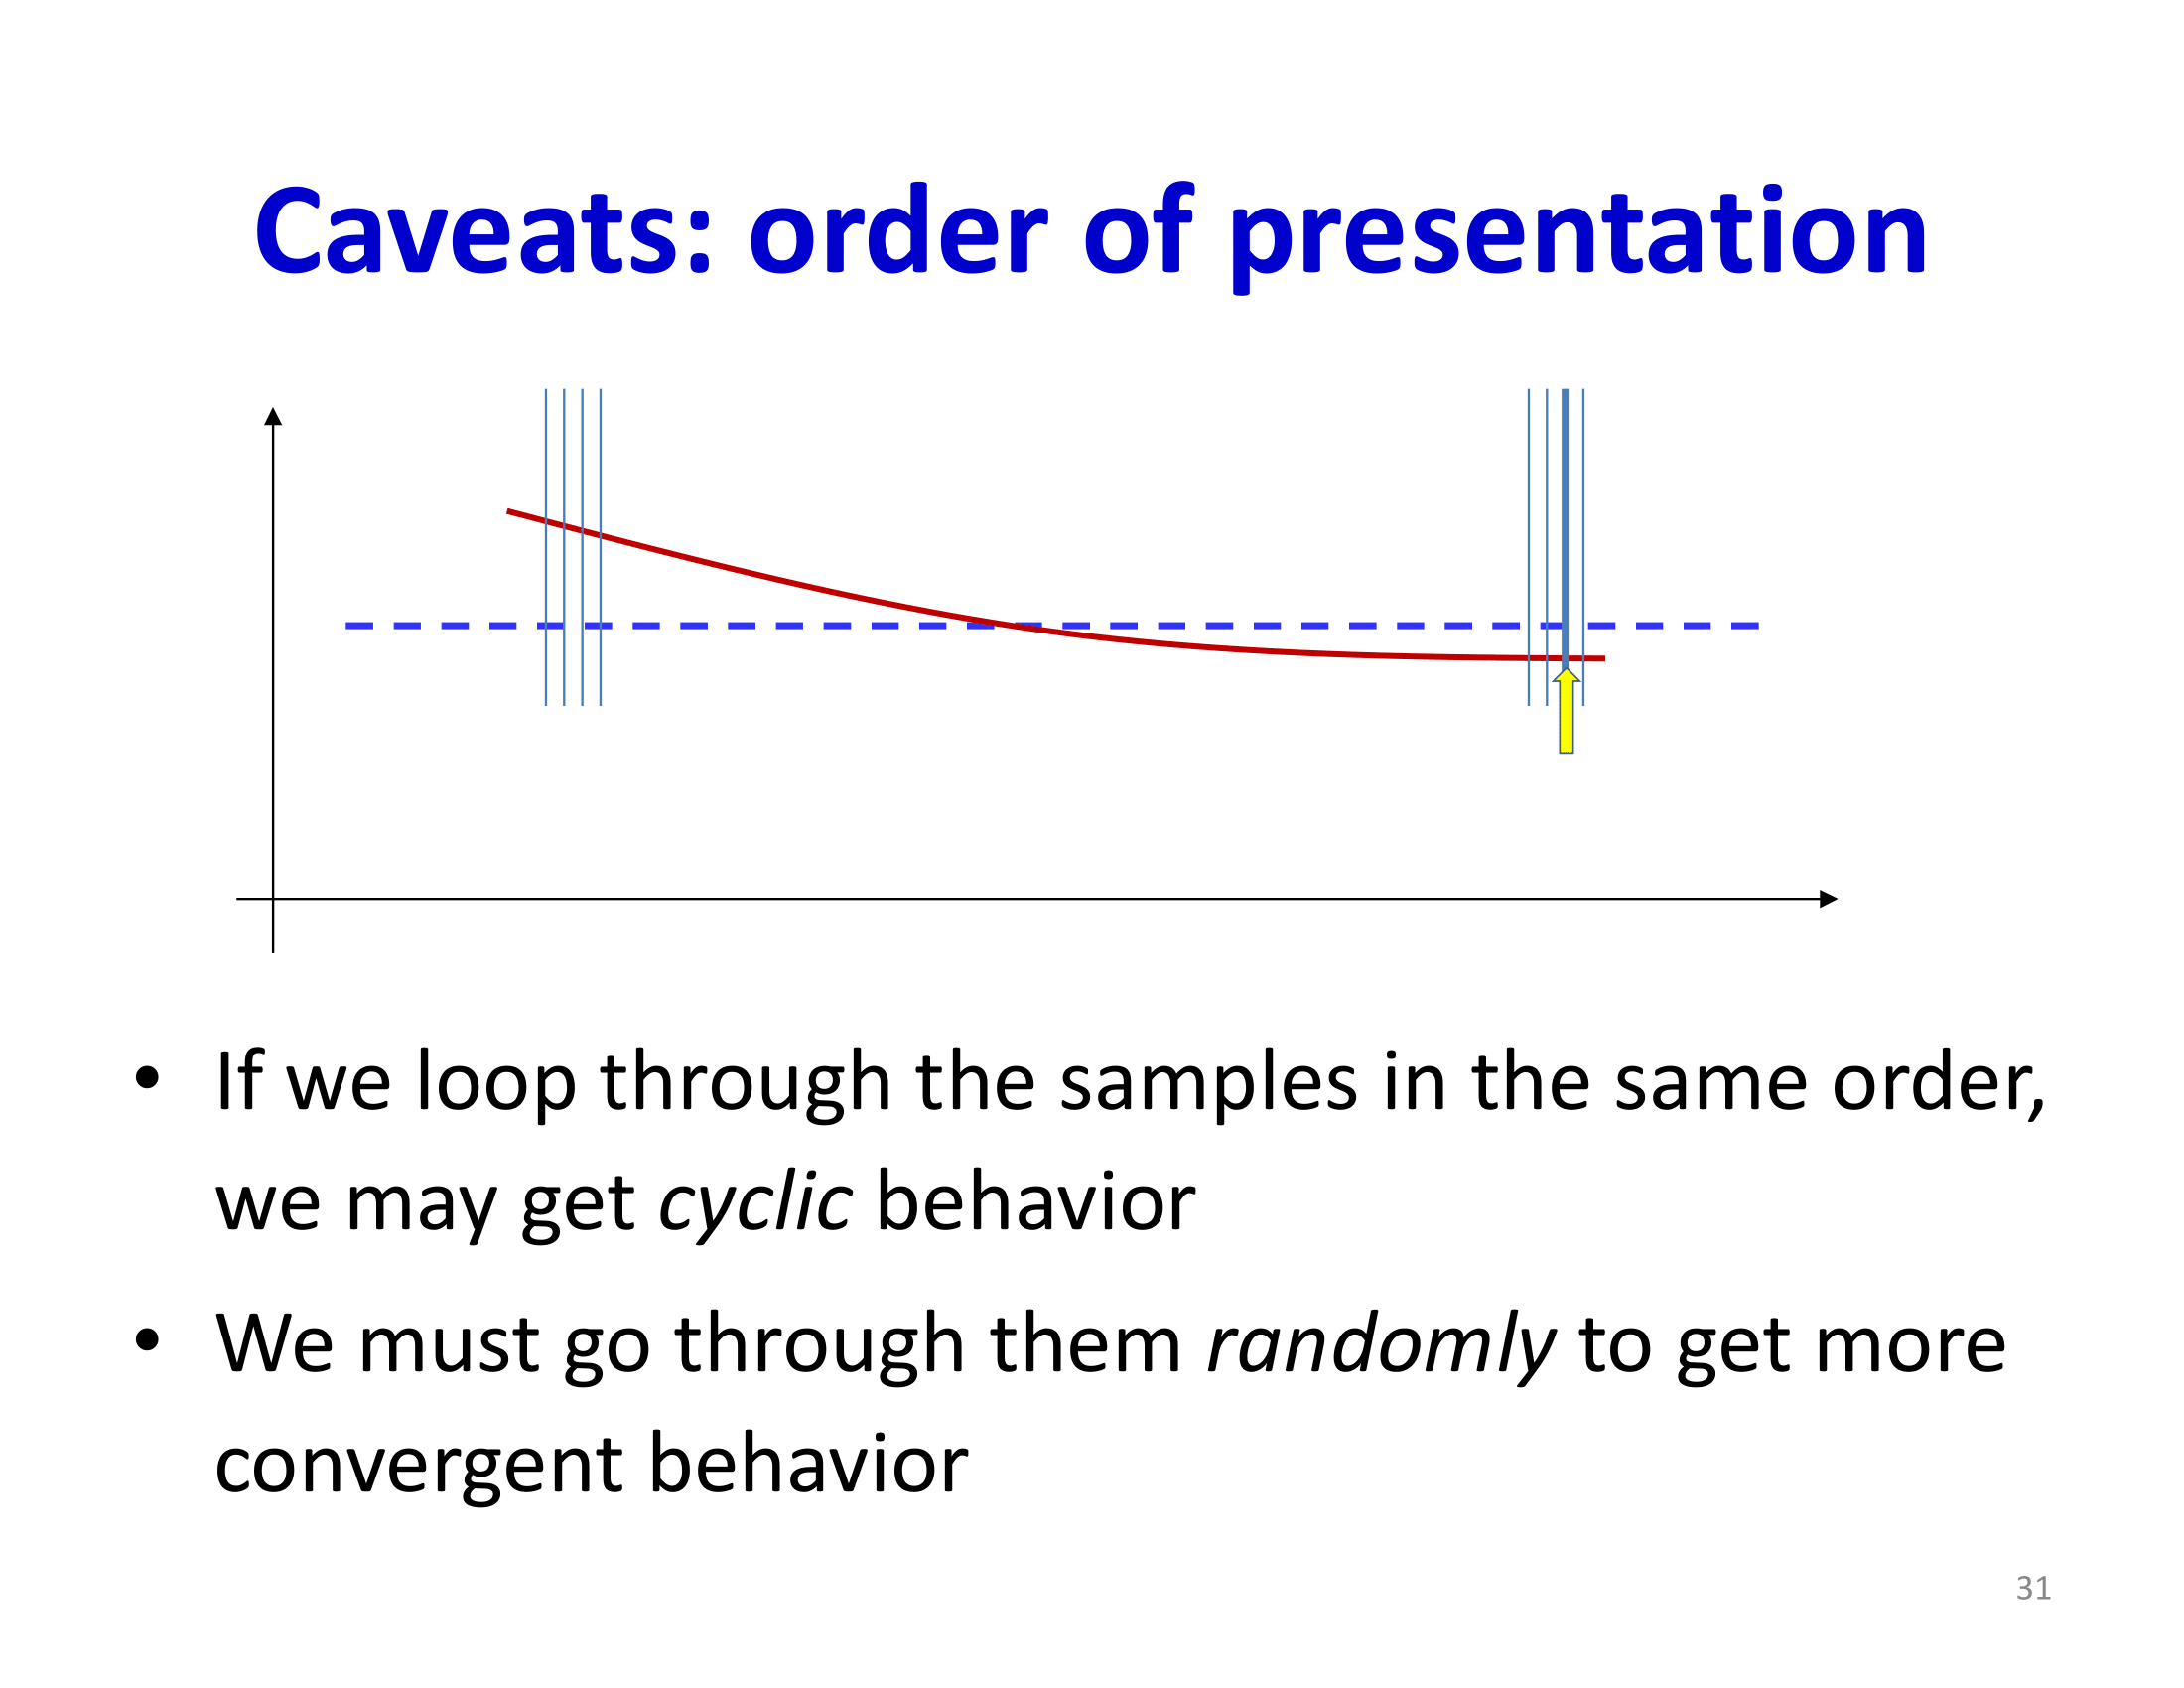 Caveats: order of presentation
• If we loop through the samples in the same order,
we may get cyclic behavior
• We must go through them randomly to get more
convergent behavior
31